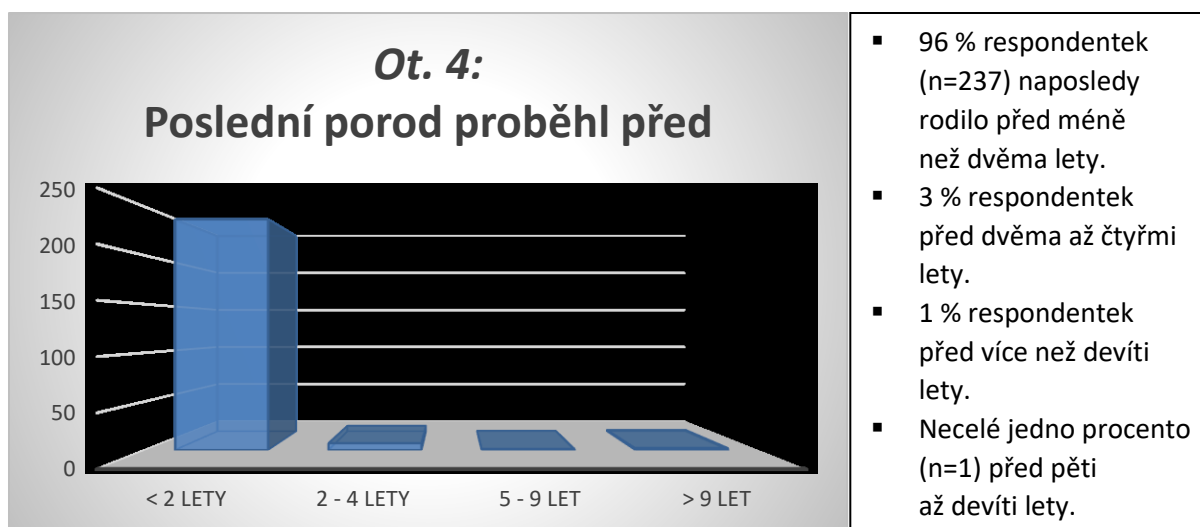 Ot. 4:
Poslední porod proběhl před
250
200
150
100
50
0
< 2 LETY
2 - 4 LETY
5 - 9 LET
> 9 LET
▪ 96 % respondentek
(n=237) naposledy
rodilo před méně
než dvěma lety.
▪ 3 % respondentek
před dvěma až čtyřmi
lety.
▪ 1 % respondentek
před více než devíti
lety.
▪ Necelé jedno procento
(n=1) před pěti
až devíti lety.